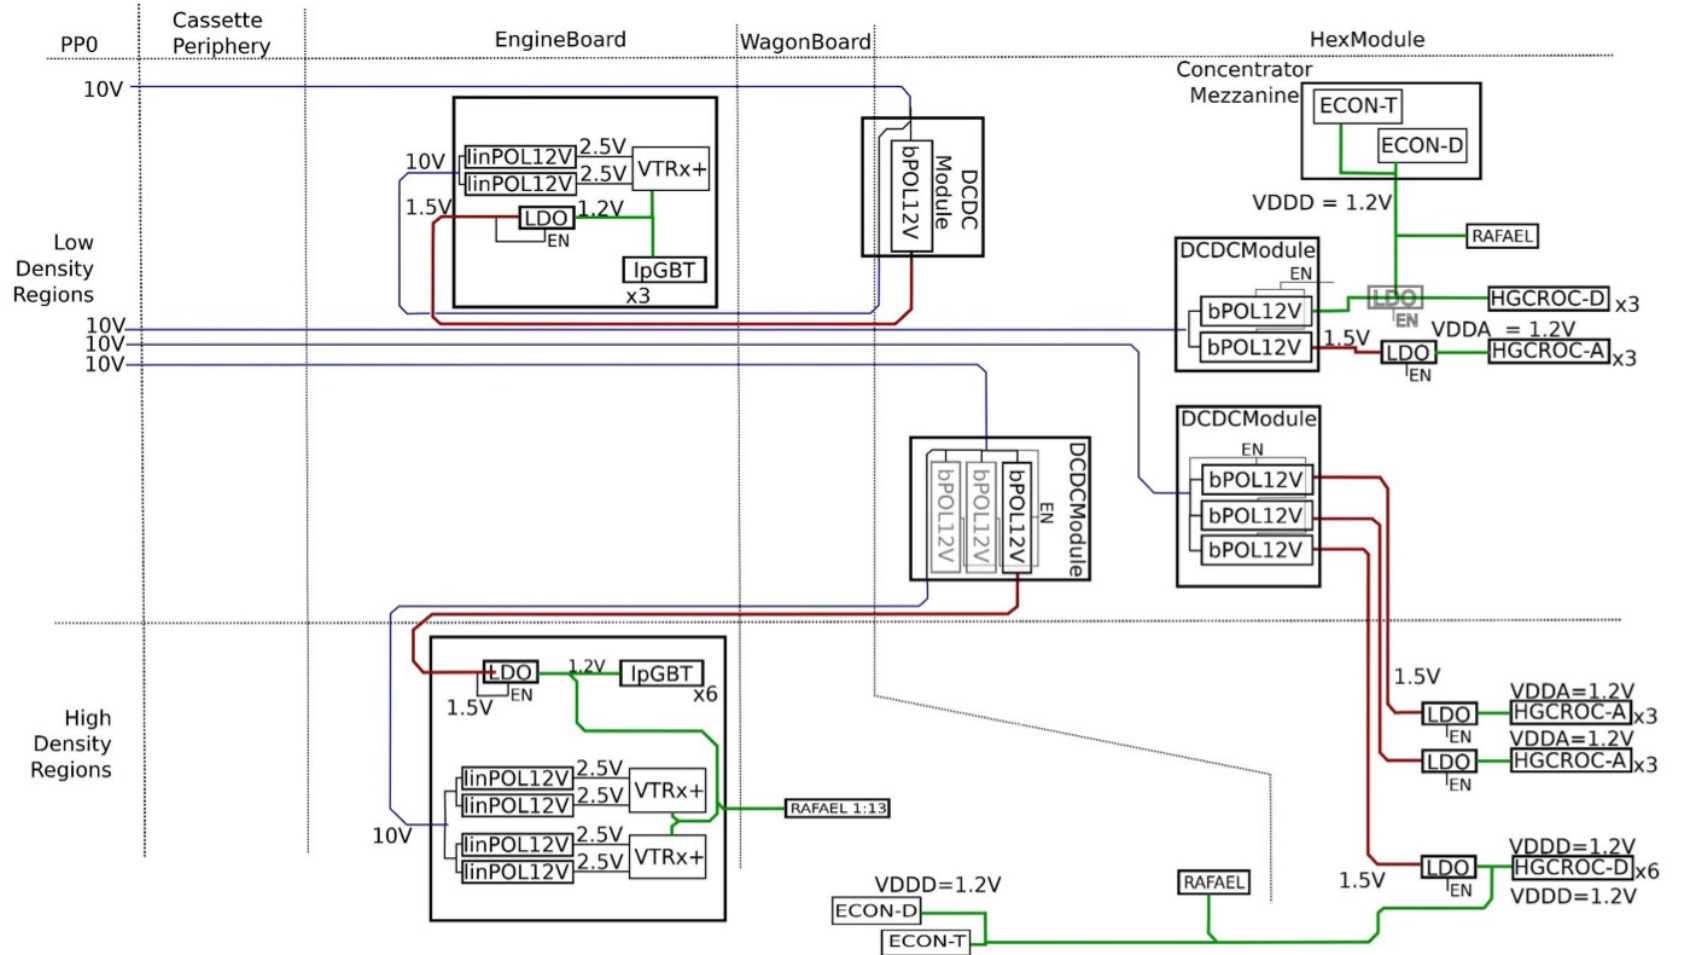 PP0
Cassette
Periphery
EngineBoard
WagonBoard
HexModule
10V
Concentrator
Mezzanine
ECON-T
ECON-D
VDDD = 1.2V
RAFAEL
10V
linPOL12V
2.5V
linPOL12V
2.5V
VTRx+
1.5V
LDO
1.2V
EN
lpGBT
x3
bPOL12V
DCDC
Module
Low
Density
Regions
DCDCModule
EN
bPOL12V
bPOL12V
LDO
EN
HGCROC-D
x3
1.5V
LDO
EN
VDDA = 1.2V
HGCROC-A
x3
10V
10V
10V
DCDCModule
EN
bPOL12V
bPOL12V
bPOL12V
bPOL12V
bPOL12V
bPOL12V
EN
DCDCModule
High
Density
Regions
LDO
EN
1.5V
1.2V
lpGBT
x6
linPOL12V
2.5V
linPOL12V
2.5V
VTRx+
10V
linPOL12V
2.5V
linPOL12V
2.5V
VTRx+
RAFAEL 1:13
1.5V
LDO
EN
VDDA=1.2V
HGCROC-A
x3
LDO
EN
VDDA=1.2V
HGCROC-A
x3
1.5V
LDO
EN
VDDD=1.2V
HGCROC-D
x6
VDDD=1.2V
RAFAEL
VDDD=1.2V
ECON-D
ECON-T